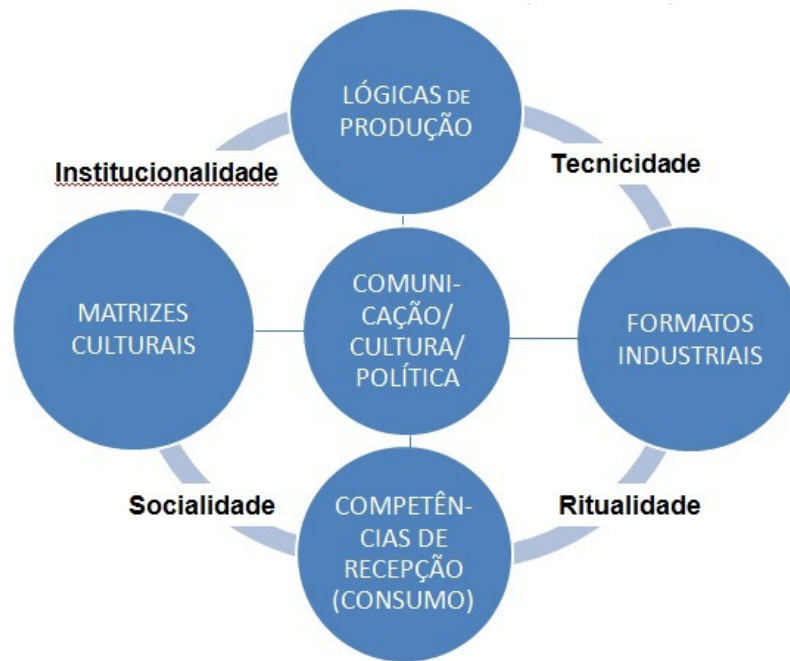 LÓGICAS DE
PRODUÇÃO
Institucionalidade
Tecnicidade
MATRIZES
CULTURAIS
COMUNI-
CAÇÃO/
CULTURA/
POLÍTICA
FORMATOS
INDUSTRIAIS
Socialidade
Ritualidade
COMPETÊN-
CIAS DE
RECEPÇÃO
(CONSUMO)